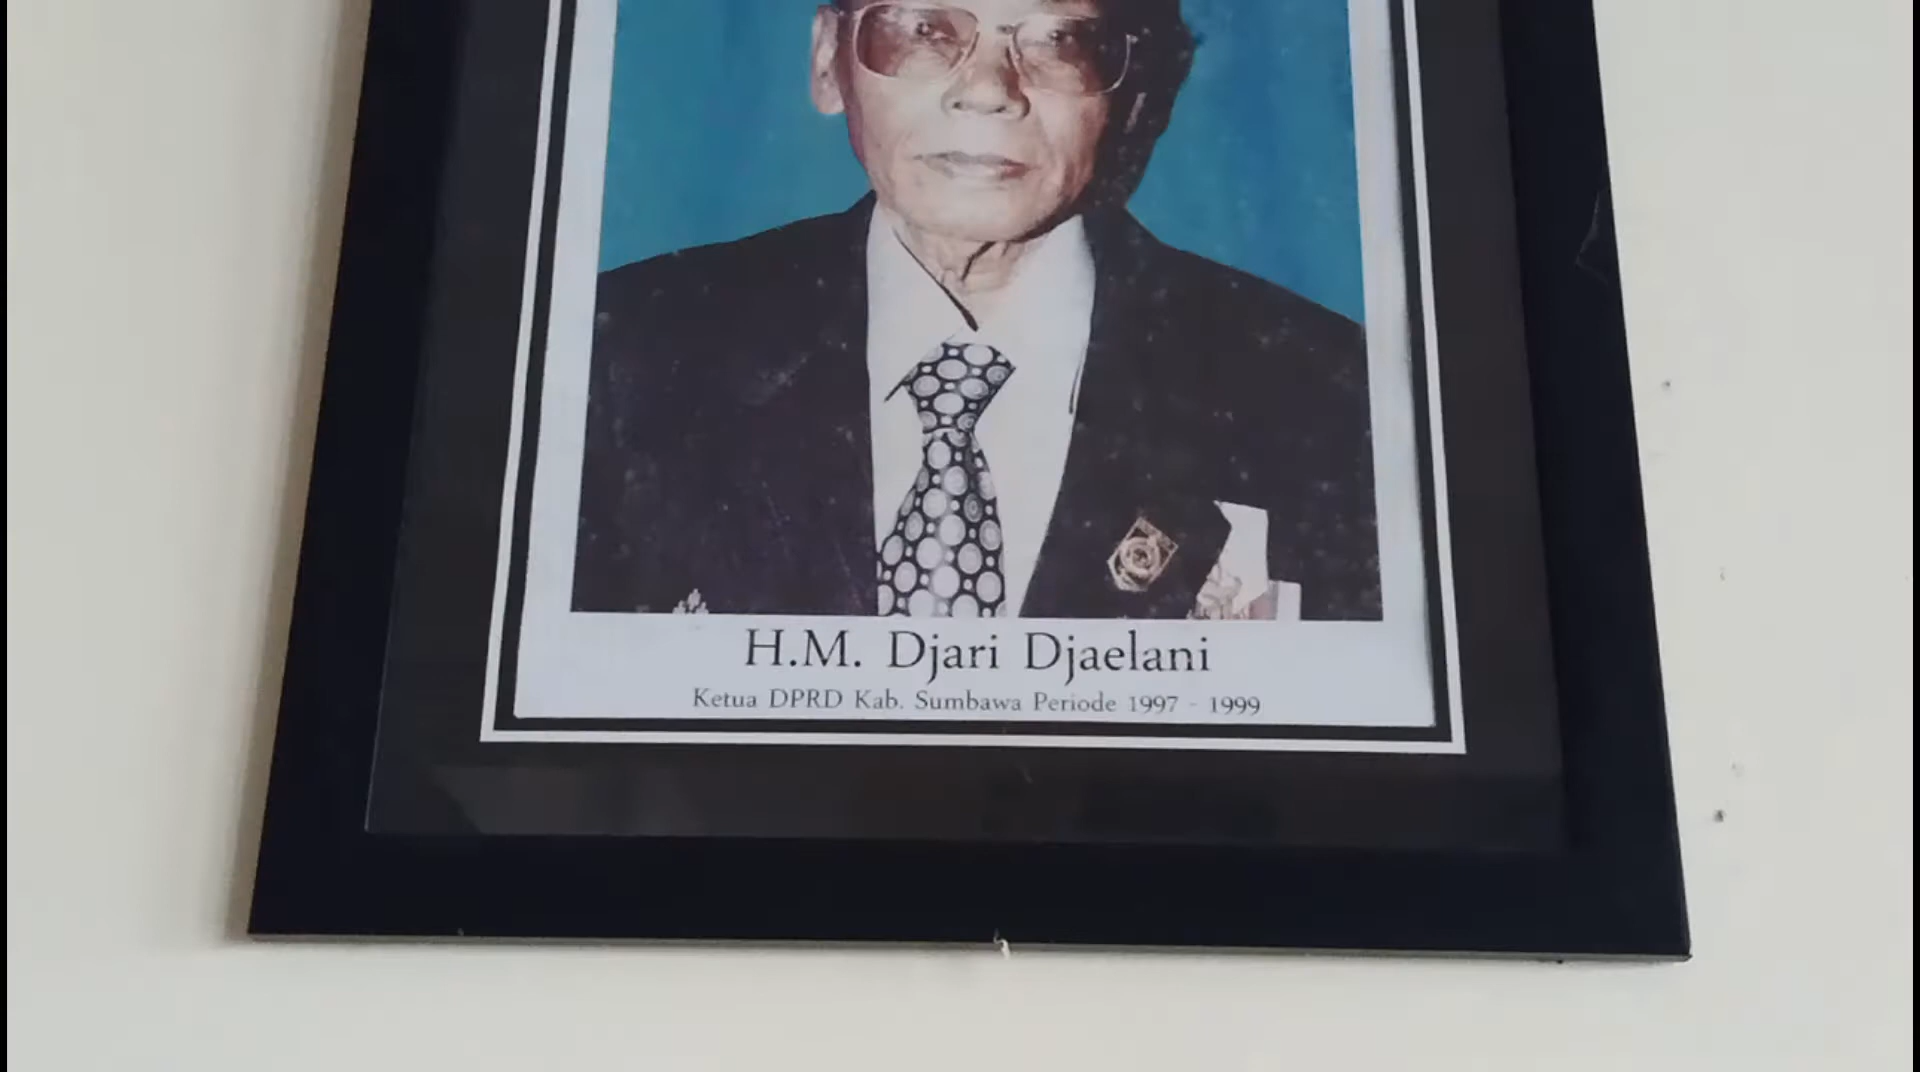 H.M. Djari Djaelani
Ketua DPRD Kab. Sumbawa Periode 1997 - 1999